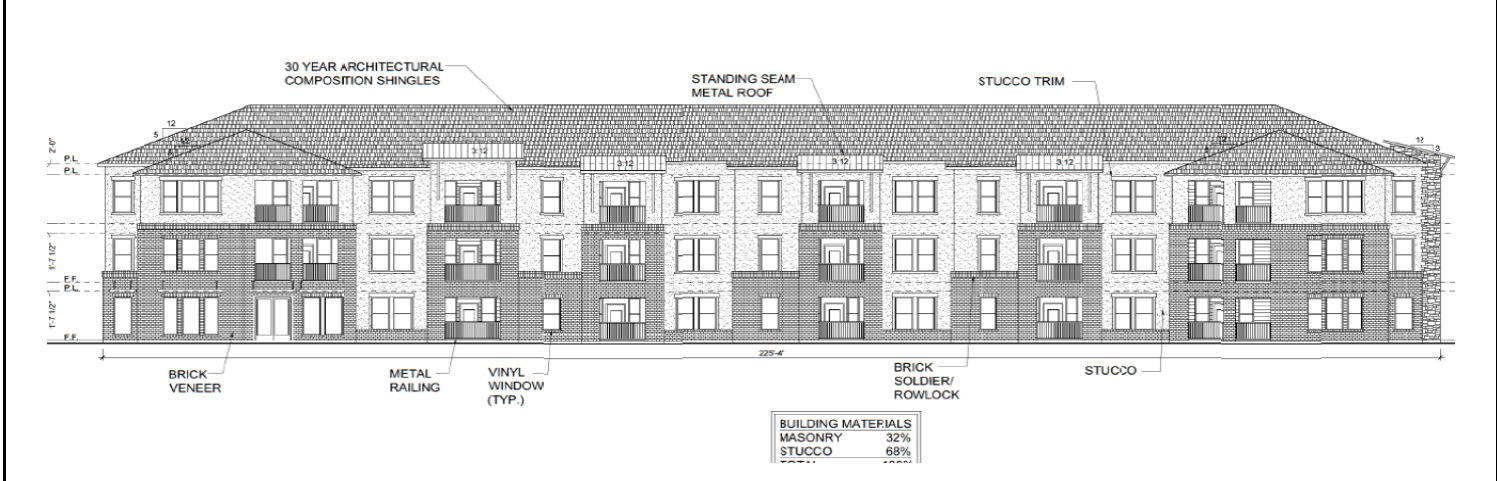 30 YEAR ARCHITECTURAL
COMPOSITION SHINGLES
STANDING SEAM
METAL ROOF
STUCCO TRIM
12
5
12
12
3
2'-0"
P.L.
P.L.
3:12
3:12
3:12
3:12
1'-7 1/2"
F.F.
P.L.
1'-7 1/2"
F.F.
225'-4"
BRICK
VENEER
METAL
RAILING
VINYL
WINDOW
(TYP.)
BRICK
SOLDIER/
ROWLOCK
STUCCO
BUILDING MATERIALS
MASONRY 32%
STUCCO 68%